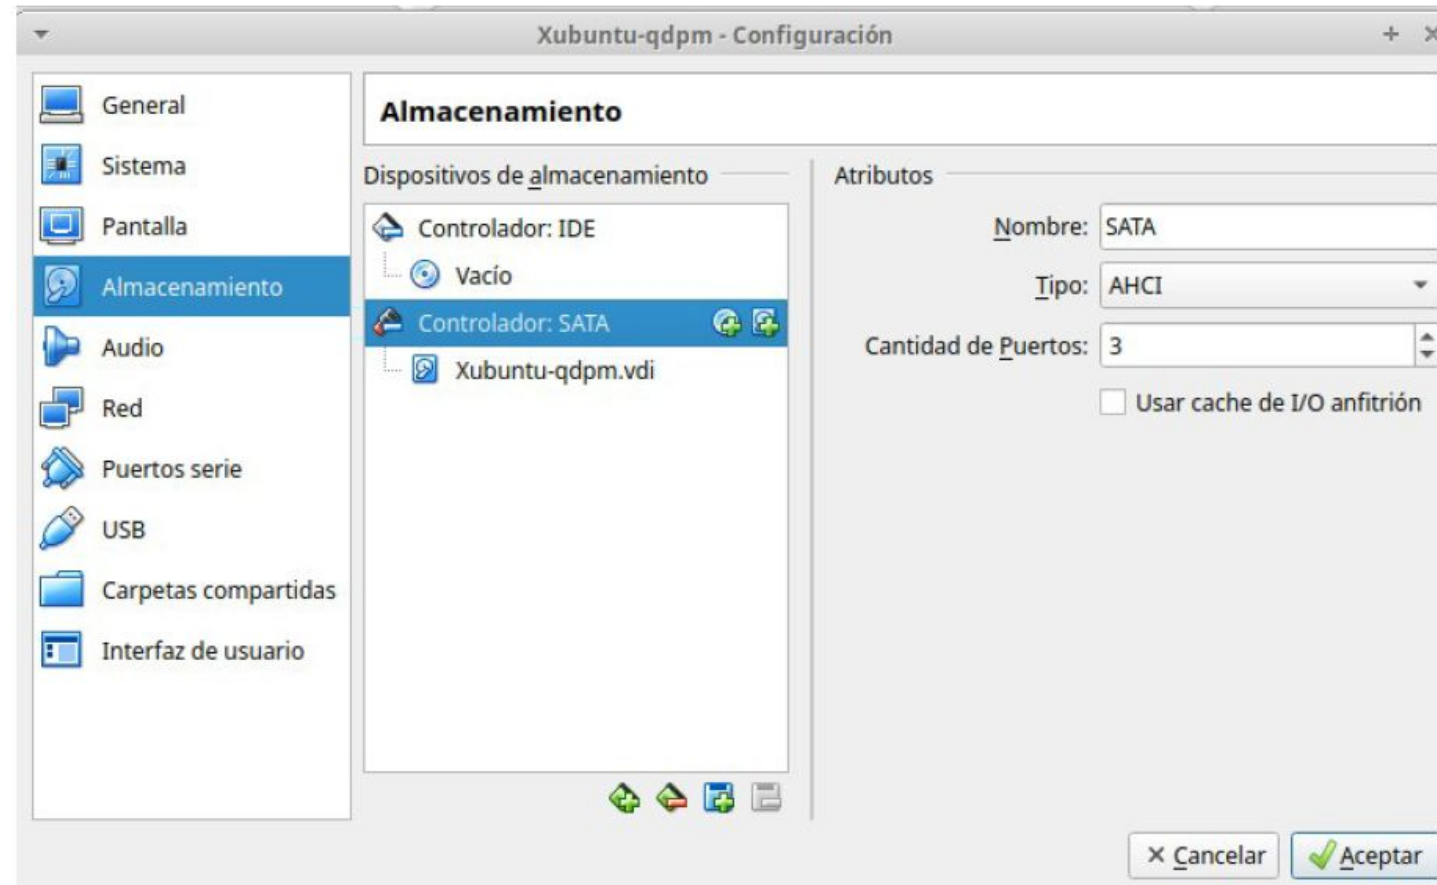 Xubuntu-qdpm - Configuración
General
Sistema
Pantalla
Almacenamiento
Audio
Red
Puertos serie
USB
Carpetas compartidas
Interfaz de usuario
Almacenamiento
Dispositivos de almacenamiento
Controlador: IDE
Vacío
Controlador: SATA
Xubuntu-qdpm.vdi
Atributos
Nombre: SATA
Tipo: AHCI
Cantidad de Puertos: 3
Usar cache de I/O anfitrión
Cancelar
Aceptar